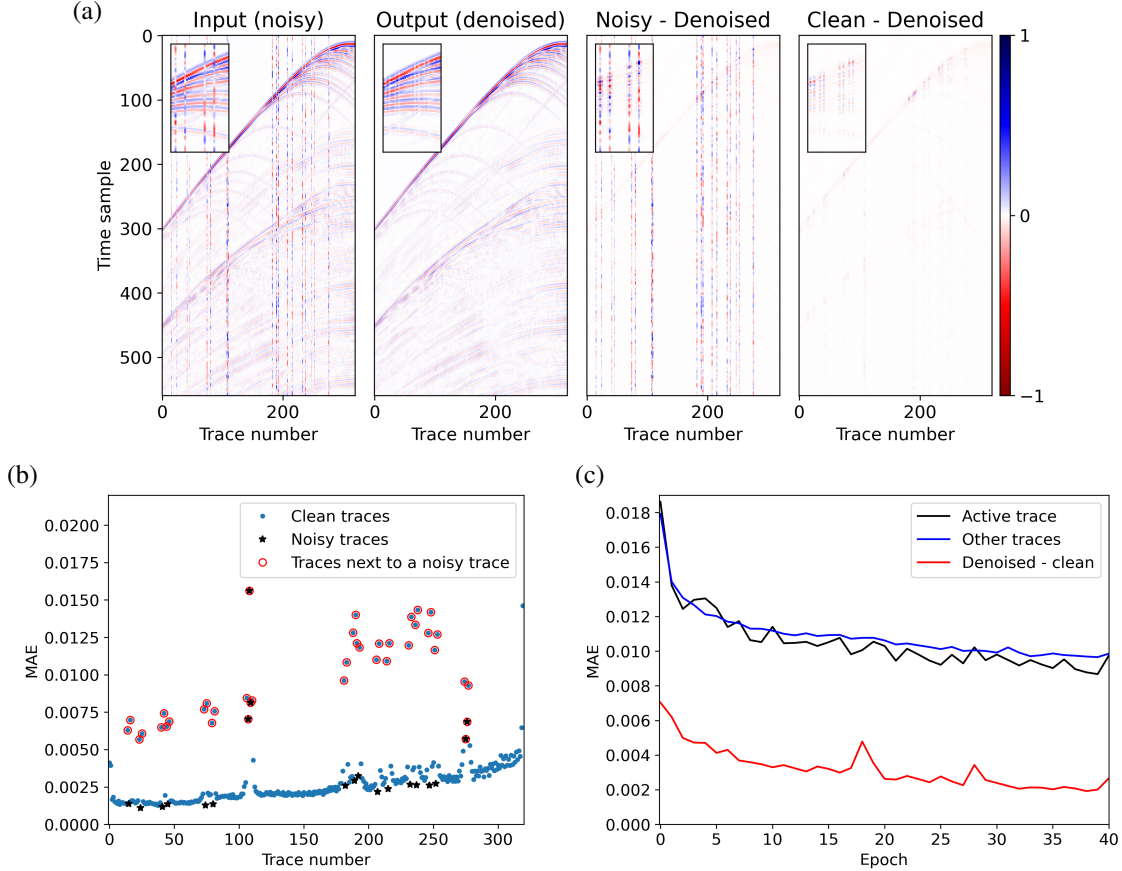 (a)
Input (noisy) Output (denoised) Noisy - Denoised Clean - Denoised
0
100
200
300
400
500
Time sample
0 200 0 200 0 200 0 200
Trace number Trace number Trace number Trace number
1
0
−1
(b)
0.0200
0.0175
0.0150
0.0125
0.0100
0.0075
0.0050
0.0025
0.0000
MAE
Clean traces
Noisy traces
Traces next to a noisy trace
0 50 100 150 200 250 300
Trace number
(c)
0.018
0.016
0.014
0.012
0.010
0.008
0.006
0.004
0.002
0.000
MAE
Active trace
Other traces
Denoised - clean
0 5 10 15 20 25 30 35 40
Epoch